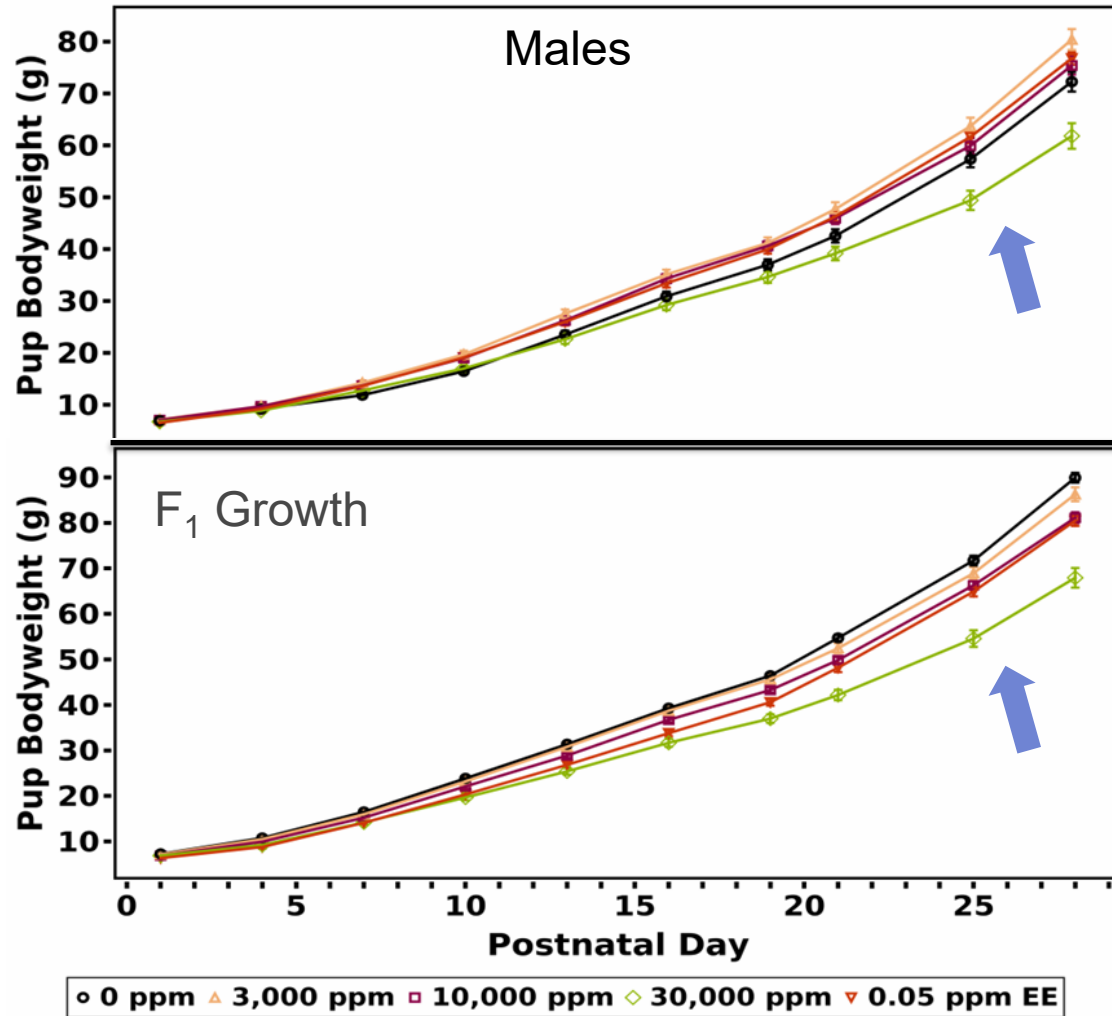 Males
Pup Bodyweight (g)
80
70
60
50
40
30
20
10
F₁ Growth
Pup Bodyweight (g)
90
80
70
60
50
40
30
20
10
0 5 10 15 20 25
Postnatal Day
0 ppm 3,000 ppm 10,000 ppm 30,000 ppm 0.05 ppm EE